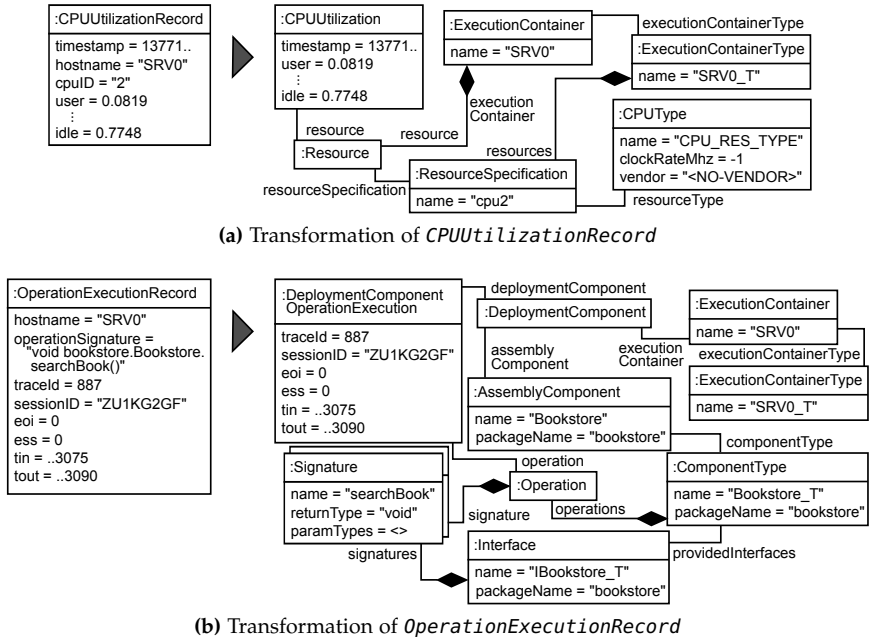 :CPUUtilizationRecord
timestamp = 13771..
hostname = "SRV0"
cpuID = "2"
user = 0.0819
⋮
idle = 0.7748
:CPUUtilization
timestamp = 13771..
user = 0.0819
⋮
idle = 0.7748
:ExecutionContainer
name = "SRV0"
executionContainerType
:ExecutionContainerType
name = "SRV0_T"
execution
Container
resource
resource
:Resource
resources
resourceSpecification
:ResourceSpecification
name = "cpu2"
:CPUType
name = "CPU_RES_TYPE"
clockRateMhz = -1
vendor = "<NO-VENDOR>"
resourceType
(a) Transformation of CPUUtilizationRecord
:OperationExecutionRecord
hostname = "SRV0"
operationSignature =
"void bookstore.Bookstore.
searchBook()"
traceId = 887
sessionID = "ZU1KG2GF"
eoi = 0
ess = 0
tin = ..3075
tout = ..3090
:DeploymentComponent
OperationExecution
traceId = 887
sessionID = "ZU1KG2GF"
eoi = 0
ess = 0
tin = ..3075
tout = ..3090
deploymentComponent
:DeploymentComponent
assembly
Component
execution
Container
:ExecutionContainer
name = "SRV0"
executionContainerType
:ExecutionContainerType
name = "SRV0_T"
:AssemblyComponent
name = "Bookstore"
packageName = "bookstore"
componentType
:Signature
name = "searchBook"
returnType = "void"
paramTypes = <>
operation
:Operation
signature
operations
:ComponentType
name = "Bookstore_T"
packageName = "bookstore"
signatures
:Interface
name = "IBookstore_T"
packageName = "bookstore"
providedInterfaces
(b) Transformation of OperationExecutionRecord